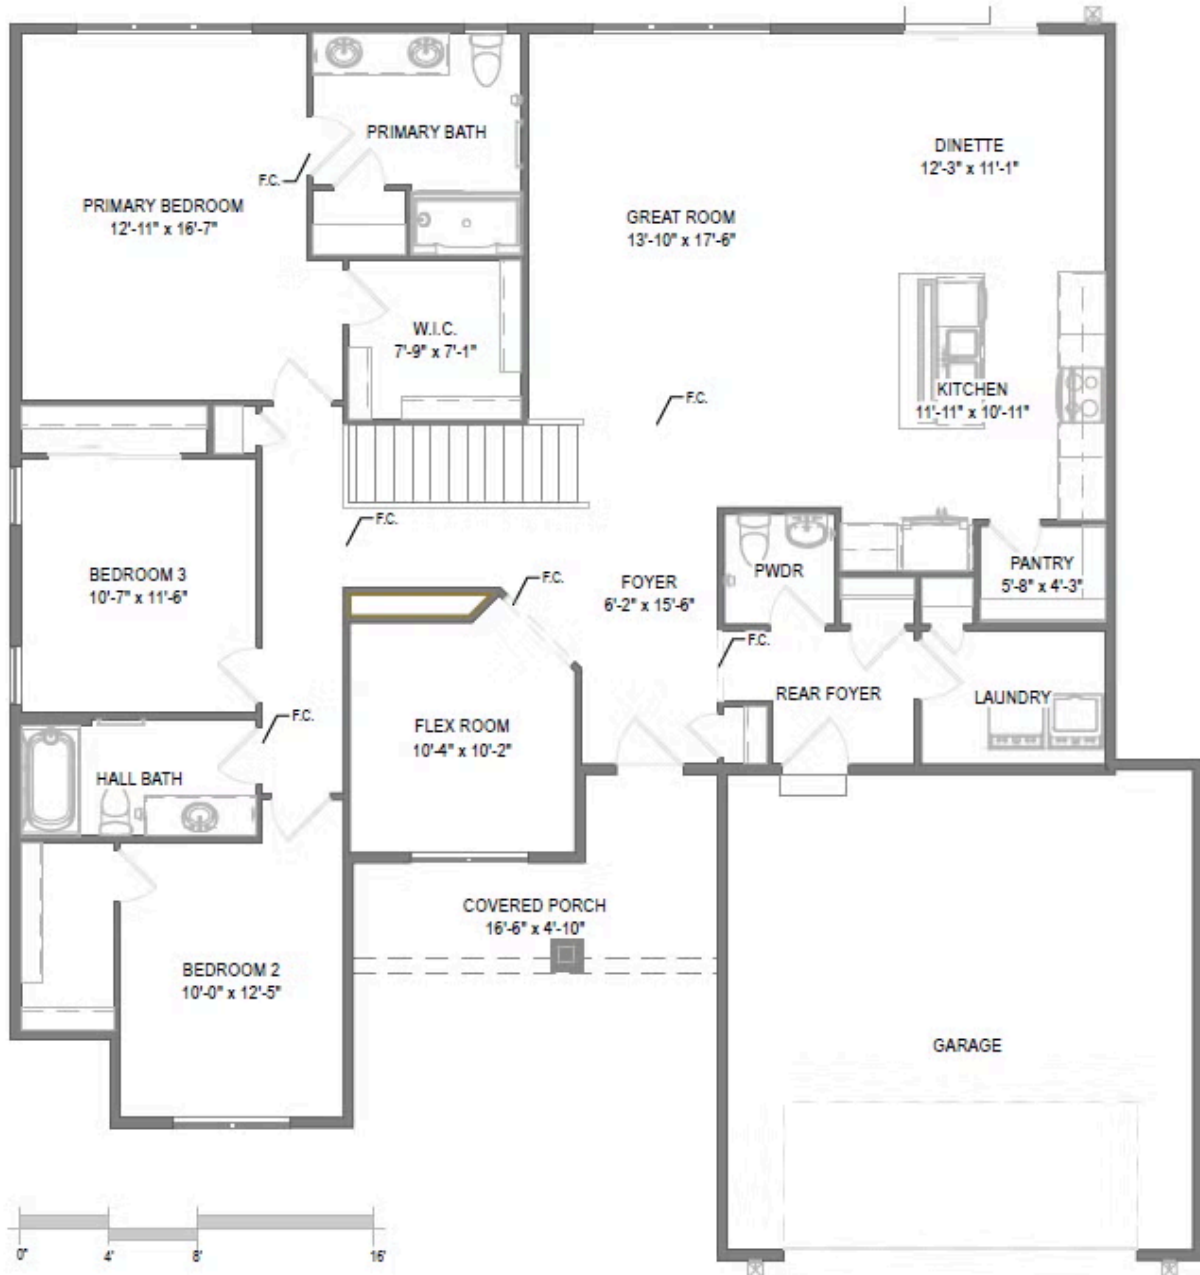 PRIMARY BATH
DINETTE
12'-3" x 11'-1"
F.C.
PRIMARY BEDROOM
12'-11" x 16'-7"
GREAT ROOM
13'-10" x 17'-6"
W.I.C.
7'-9" x 7'-1"
KITCHEN
11'-11" x 10'-11"
F.C.
F.C.
BEDROOM 3
10'-7" x 11'-6"
F.C.
FOYER
6'-2" x 15'-6"
PWDR
PANTRY
5'-8" x 4'-3"
F.C.
REAR FOYER
LAUNDRY
F.C.
FLEX ROOM
10'-4" x 10'-2"
HALL BATH
COVERED PORCH
16'-6" x 4'-10"
BEDROOM 2
10'-0" x 12'-5"
GARAGE
0" 4' 8' 16'